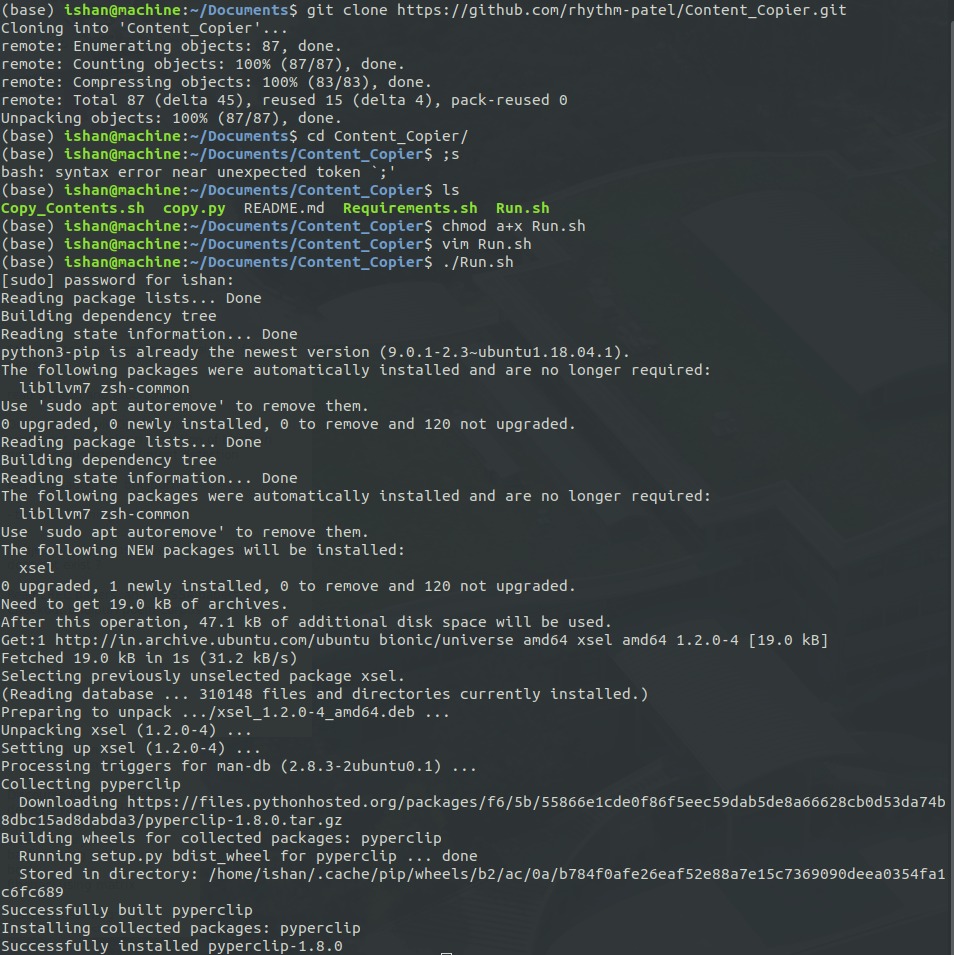 (base) ishan@machine:~/Documents$ git clone https://github.com/rhythm-patel/Content_Copier.git
Cloning into 'Content_Copier'...
remote: Enumerating objects: 87, done.
remote: Counting objects: 100% (87/87), done.
remote: Compressing objects: 100% (83/83), done.
remote: Total 87 (delta 45), reused 15 (delta 4), pack-reused 0
Unpacking objects: 100% (87/87), done.
(base) ishan@machine:~/Documents$ cd Content_Copier/
(base) ishan@machine:~/Documents/Content_Copier$ ;s
bash: syntax error near unexpected token `;'
(base) ishan@machine:~/Documents/Content_Copier$ ls
Copy_Contents.sh  copy.py  README.md  Requirements.sh  Run.sh
(base) ishan@machine:~/Documents/Content_Copier$ chmod a+x Run.sh
(base) ishan@machine:~/Documents/Content_Copier$ vim Run.sh
(base) ishan@machine:~/Documents/Content_Copier$ ./Run.sh
[sudo] password for ishan:
Reading package lists... Done
Building dependency tree
Reading state information... Done
python3-pip is already the newest version (9.0.1-2.3~ubuntu1.18.04.1).
The following packages were automatically installed and are no longer required:
  libllvm7 zsh-common
Use 'sudo apt autoremove' to remove them.
0 upgraded, 0 newly installed, 0 to remove and 120 not upgraded.
Reading package lists... Done
Building dependency tree
Reading state information... Done
The following packages were automatically installed and are no longer required:
  libllvm7 zsh-common
Use 'sudo apt autoremove' to remove them.
The following NEW packages will be installed:
  xsel
0 upgraded, 1 newly installed, 0 to remove and 120 not upgraded.
Need to get 19.0 kB of archives.
After this operation, 47.1 kB of additional disk space will be used.
Get:1 http://in.archive.ubuntu.com/ubuntu bionic/universe amd64 xsel amd64 1.2.0-4 [19.0 kB]
Fetched 19.0 kB in 1s (31.2 kB/s)
Selecting previously unselected package xsel.
(Reading database ... 310148 files and directories currently installed.)
Preparing to unpack .../xsel_1.2.0-4_amd64.deb ...
Unpacking xsel (1.2.0-4) ...
Setting up xsel (1.2.0-4) ...
Processing triggers for man-db (2.8.3-2ubuntu0.1) ...
Collecting pyperclip
  Downloading https://files.pythonhosted.org/packages/f6/5b/55866e1cde0f86f5eec59dab5de8a66628cb0d53da74b
8dbc15ad8dabda3/pyperclip-1.8.0.tar.gz
Building wheels for collected packages: pyperclip
  Running setup.py bdist_wheel for pyperclip ... done
  Stored in directory: /home/ishan/.cache/pip/wheels/b2/ac/0a/b784f0afe26eaf52e88a7e15c7369090deea0354fa1
c6fc689
Successfully built pyperclip
Installing collected packages: pyperclip
Successfully installed pyperclip-1.8.0